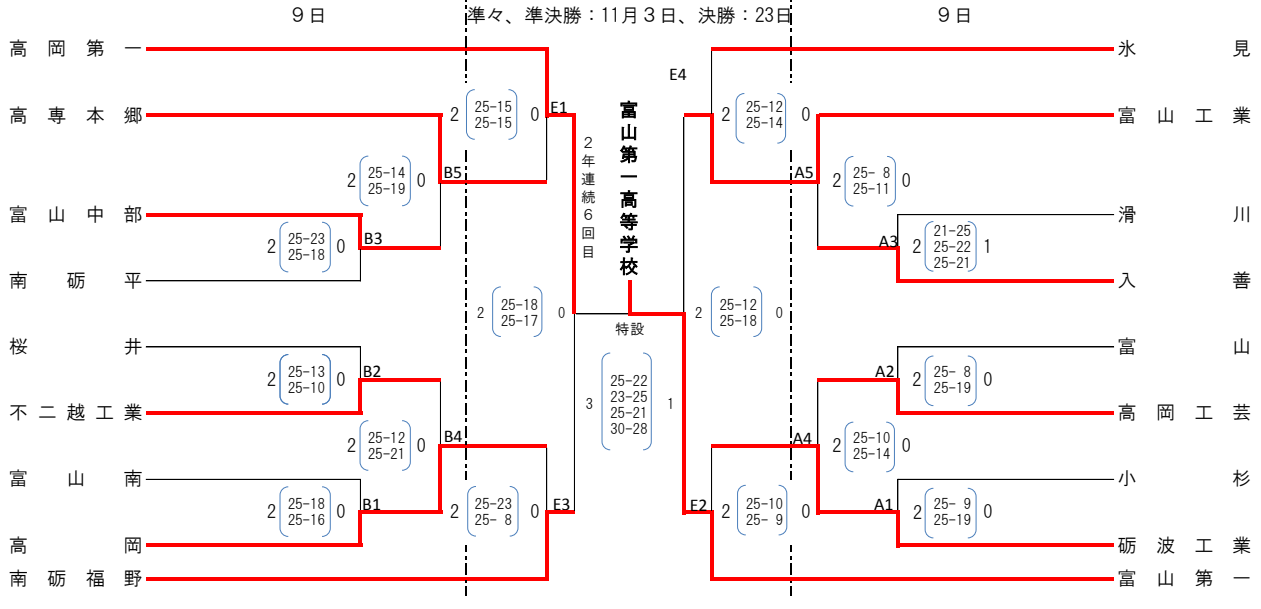 ９日
準々、準決勝：11月３日、決勝：23日
９日
高岡第一
高専本郷
富山中部
南砺平
桜井
不二越工業
富山南
高岡
南砺福野
氷見
富山工業
滑川
入善
富山
高岡工芸
小杉
砺波工業
富山第一
2 25-15 0
25-15
E1
2 25-14 0
25-19
B5
2 25-23 0
25-18
B3
2 25-18 0
25-17
2 25-13 0
25-10
B2
2 25-12 0
25-21
B4
2 25-18 0
25-16
B1
2 25-23 0
25- 8
E3
富山第一高等学校
２年連続６回目
特設
3 25-22 1
23-25
25-21
30-28
E4
2 25-12 0
25-14
A5
2 25- 8 0
25-11
A3
2 21-25 1
25-22
25-21
2 25-12 0
25-18
A2
2 25- 8 0
25-19
A4
2 25-10 0
25-14
A1
2 25- 9 0
25-19
E2
2 25-10 0
25- 9